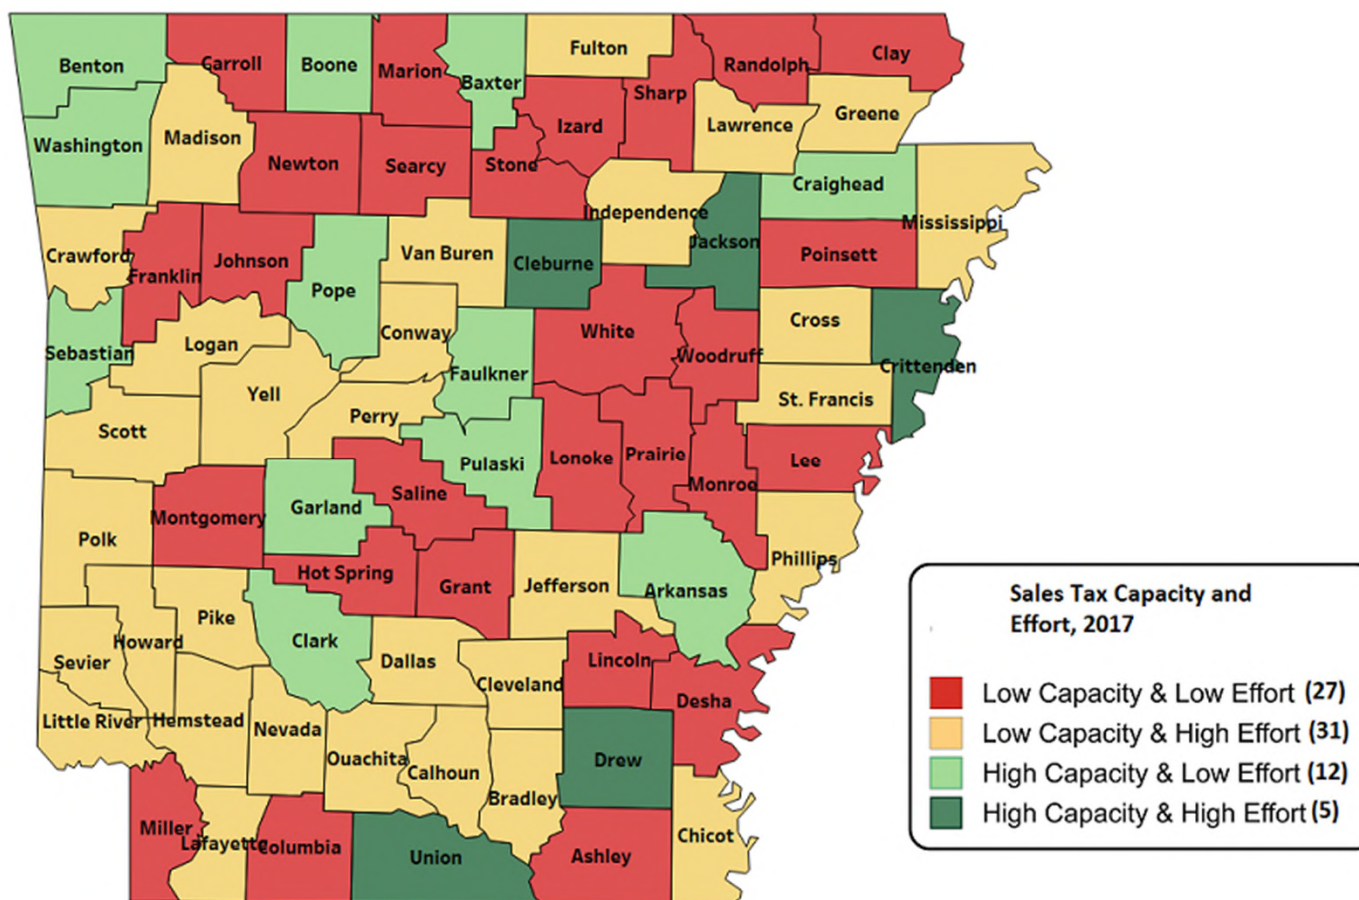 Benton
Carroll
Boone
Marion
Baxter
Fulton
Randolph
Clay
Sharp
Izard
Lawrence
Greene
Washington
Madison
Newton
Searcy
Stone
Independence
Jackson
Craighead
Mississippi
Crawford
Franklin
Johnson
Pope
Van Buren
Cleburne
Poinsett
Sebastian
Logan
Conway
White
Woodruff
Cross
Crittenden
Yell
Faulkner
St. Francis
Scott
Perry
Pulaski
Lonoke
Prairie
Lee
Monroe
Montgomery
Garland
Saline
Polk
Hot Spring
Grant
Jefferson
Arkansas
Phillips
Pike
Howard
Clark
Dallas
Sevier
Cleveland
Lincoln
Desha
Little River
Hemstead
Nevada
Ouachita
Calhoun
Drew
Bradley
Miller
Lafayette
Columbia
Union
Ashley
Chicot
Sales Tax Capacity and
Effort, 2017
Low Capacity & Low Effort (27)
Low Capacity & High Effort (31)
High Capacity & Low Effort (12)
High Capacity & High Effort (5)